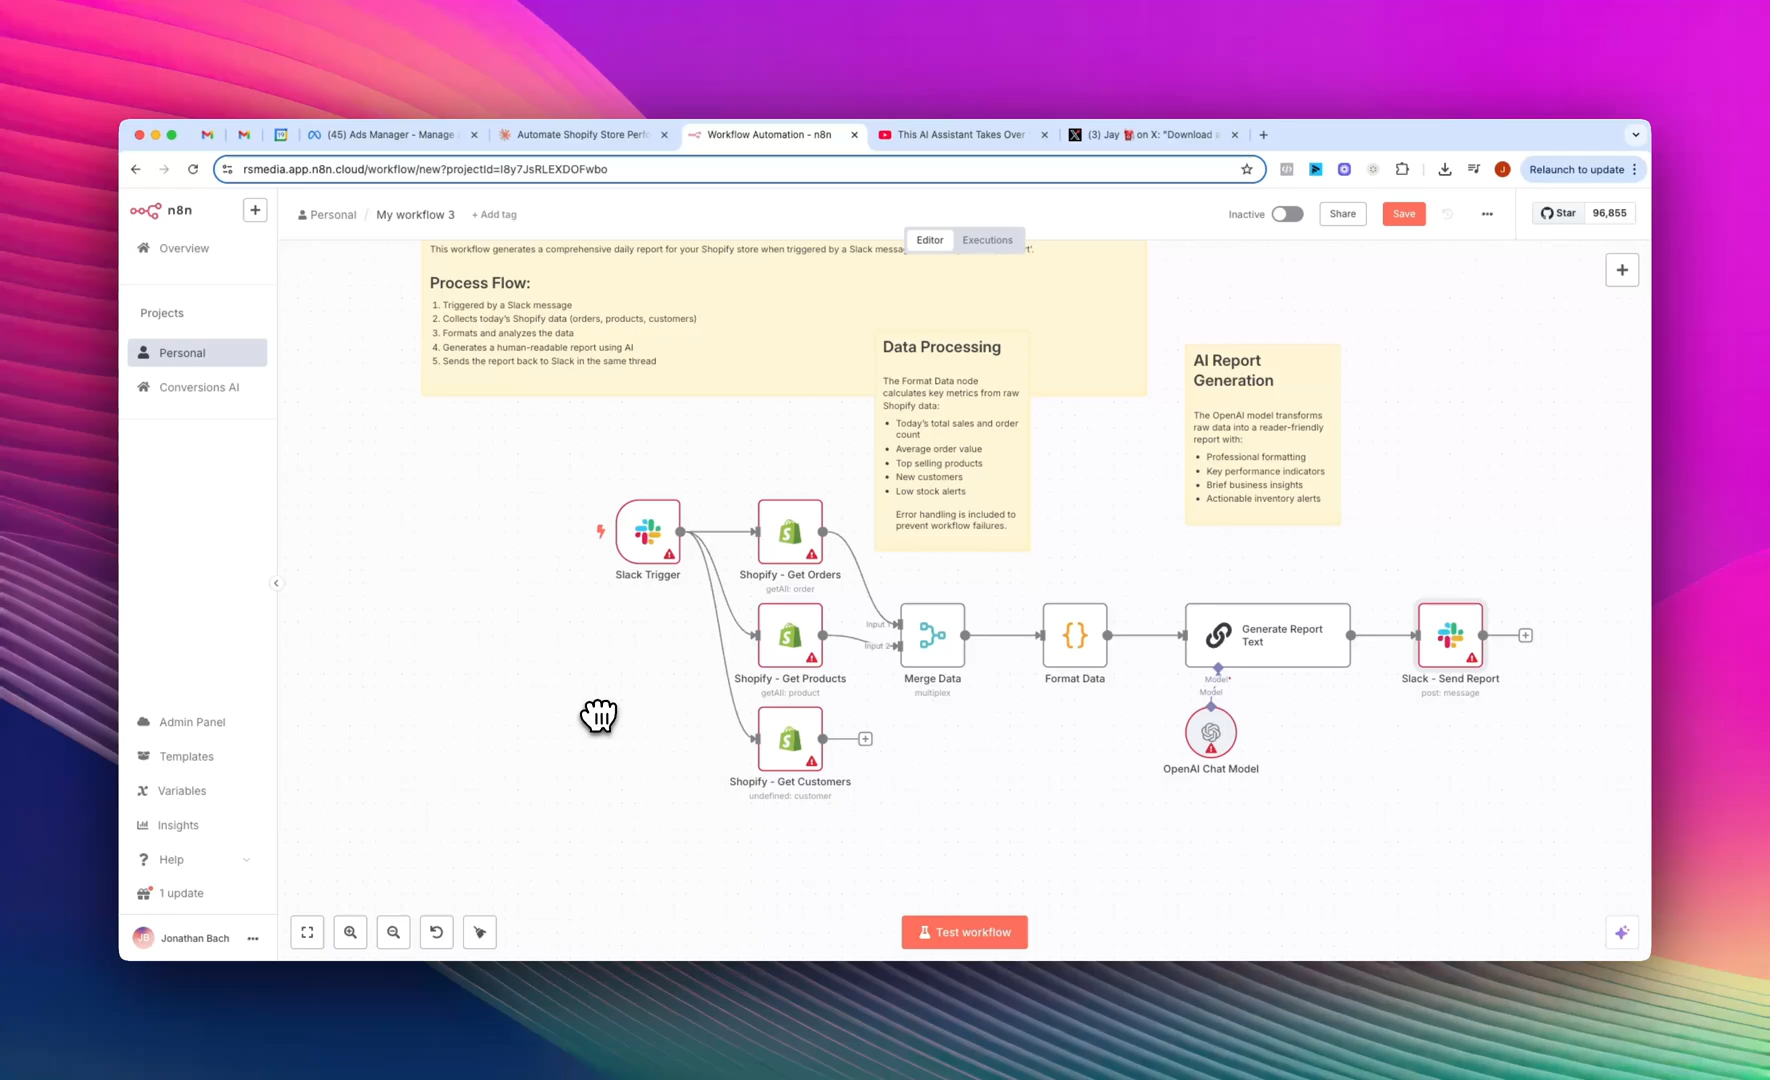 (45) Ads Manager - Manage
Automate Shopify Store Perfo
Workflow Automation - n8n
This AI Assistant Takes Over
(3) Jay on X: "Download
rsmedia.app.n8n.cloud/workflow/new?projectId=I8y7JsRLEXDOFwbo
Relaunch to update
n8n
Personal / My workflow 3 + Add tag
Inactive
Share
Save
Star 96,855
Editor Executions
Overview
Projects
Personal
Conversions AI
Admin Panel
Templates
Variables
Insights
Help
1 update
JB Jonathan Bach
This workflow generates a comprehensive daily report for your Shopify store when triggered by a Slack messa
Process Flow:
1. Triggered by a Slack message
2. Collects today's Shopify data (orders, products, customers)
3. Formats and analyzes the data
4. Generates a human-readable report using AI
5. Sends the report back to Slack in the same thread
Data Processing
The Format Data node
calculates key metrics from raw
Shopify data:
• Today's total sales and order
count
• Average order value
• Top selling products
• New customers
• Low stock alerts
Error handling is included to
prevent workflow failures.
AI Report
Generation
The OpenAI model transforms
raw data into a reader-friendly
report with:
• Professional formatting
• Key performance indicators
• Brief business insights
• Actionable inventory alerts
Slack Trigger
Shopify - Get Orders
getAll: order
Shopify - Get Products
getAll: product
Shopify - Get Customers
undefined: customer
Input 1
Input 2
Merge Data
multiplex
Format Data
Generate Report
Text
Model*
Model
OpenAI Chat Model
Slack - Send Report
post: message
Test workflow